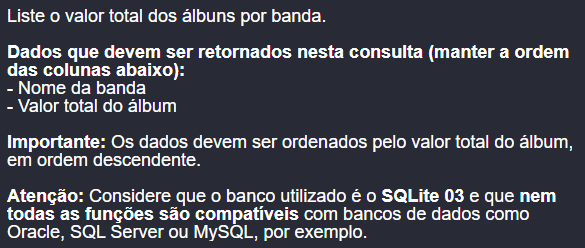 Liste o valor total dos álbuns por banda.
Dados que devem ser retornados nesta consulta (manter a ordem
das colunas abaixo):
- Nome da banda
- Valor total do álbum
Importante: Os dados devem ser ordenados pelo valor total do álbum,
em ordem descendente.
Atenção: Considere que o banco utilizado é o SQLite 03 e que nem
todas as funções são compatíveis com bancos de dados como
Oracle, SQL Server ou MySQL, por exemplo.